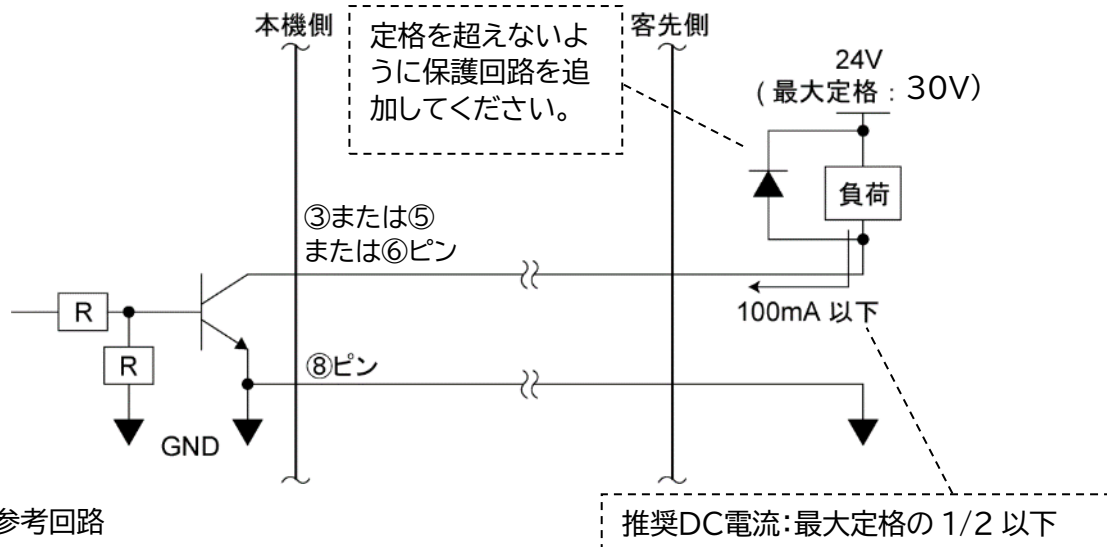 本機側
定格を超えないよ
うに保護回路を追
加してください。
客先側
24V
(最大定格:30V)
負荷
③または⑤
または⑥ピン
100mA 以下
R
R
⑧ピン
GND
参考回路
推奨DC電流:最大定格の 1/2 以下